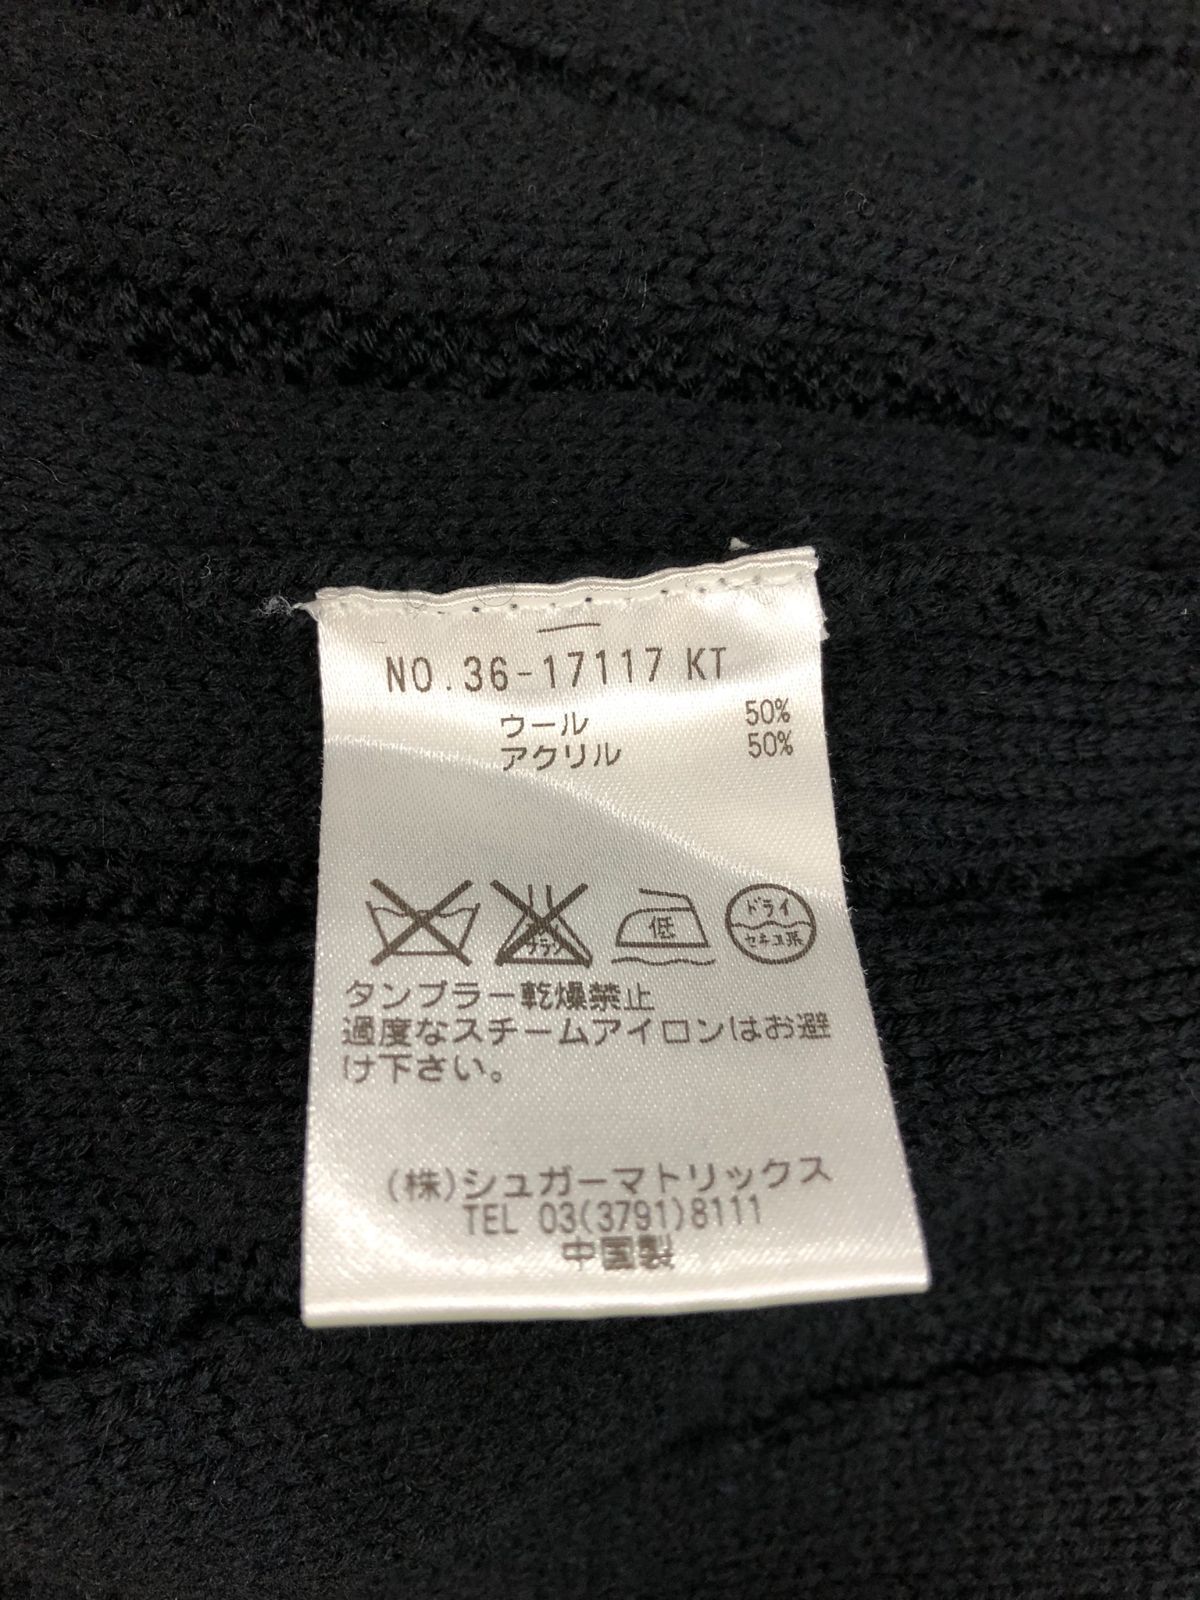 NO.36-17117 KT
ウール 50%
アクリル 50%
低
ドライ
セキユ系
タンブラー乾燥禁止
過度なスチームアイロンはお避
け下さい。
(株)シュガーマトリックス
TEL 03(3791)8111
中国製